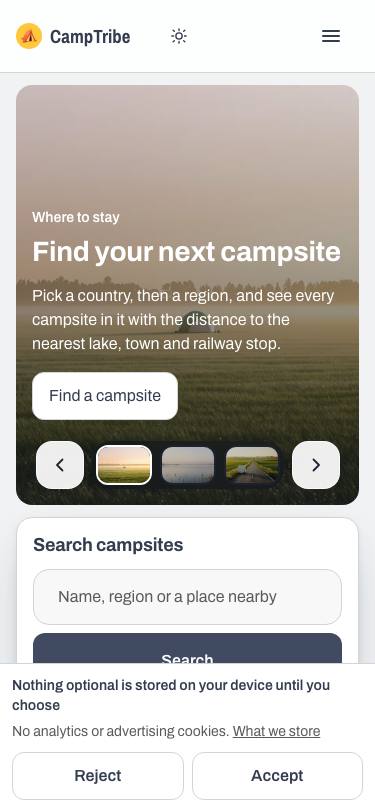 CampTribe
Where to stay
Find your next campsite
Pick a country, then a region, and see every
campsite in it with the distance to the
nearest lake, town and railway stop.
Find a campsite
Search campsites
Name, region or a place nearby
Search
Nothing optional is stored on your device until you
choose
No analytics or advertising cookies. What we store
Reject
Accept